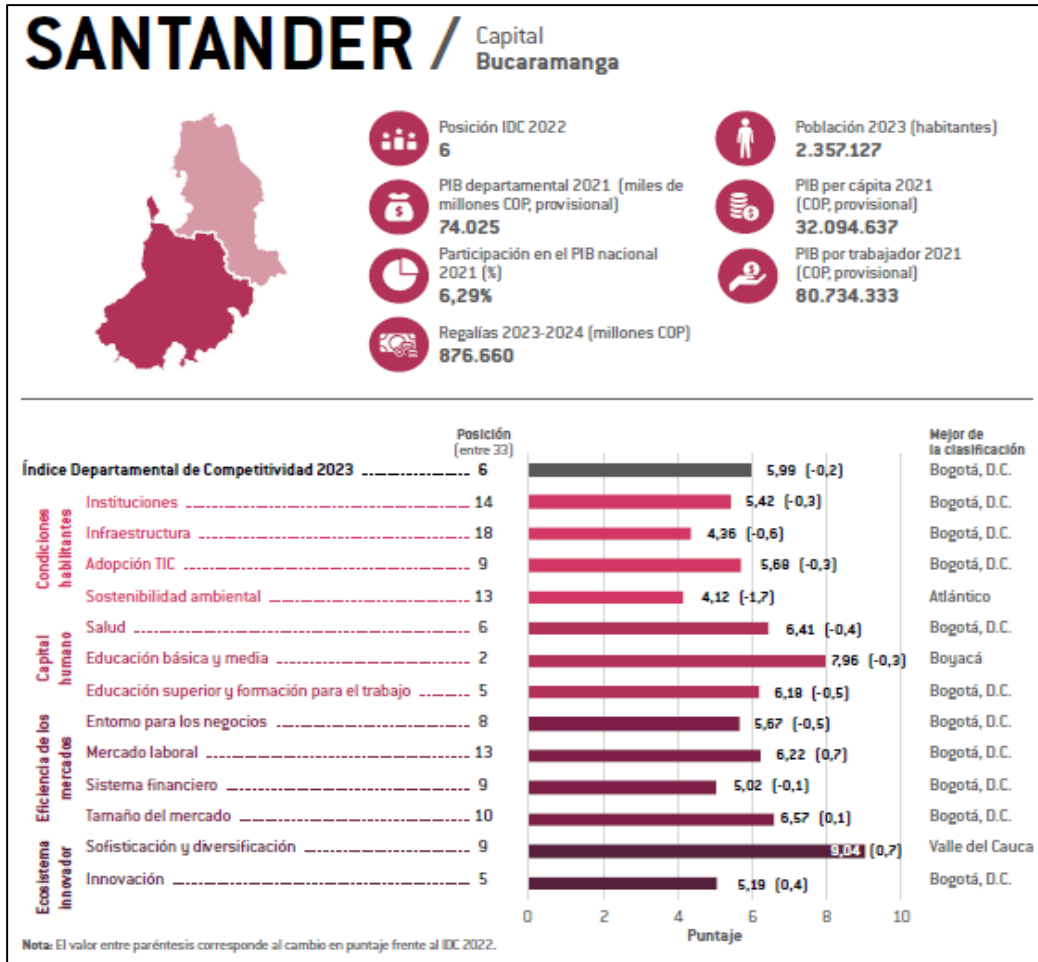 SANTANDER / Capital
Bucaramanga
Posición IDC 2022
6
PIB departamental 2021 (miles de
millones COP, provisional)
74.025
Participación en el PIB nacional
2021 (%)
6,29%
Regalías 2023-2024 (millones COP)
876.660
Población 2023 (habitantes)
2.357.127
PIB per cápita 2021
(COP, provisional)
32.094.637
PIB por trabajador 2021
(COP, provisional)
80.734.333
Posición
(entre 33)
Mejor de
la clasificación
Índice Departamental de Competitividad 2023 6 5,99 (-0,2) Bogotá, D.C.
Condiciones
habilitantes
Instituciones 14 5,42 (-0,3) Bogotá, D.C.
Infraestructura 18 4,36 (-0,6) Bogotá, D.C.
Adopción TIC 9 5,68 (-0,3) Bogotá, D.C.
Sostenibilidad ambiental 13 4,12 (-1,7) Atlántico
Capital
humano
Salud 6 6,41 (-0,4) Bogotá, D.C.
Educación básica y media 2 7,96 (-0,3) Boyacá
Educación superior y formación para el trabajo 5 6,18 (-0,5) Bogotá, D.C.
Eficiencia de los
mercados
Entorno para los negocios 8 5,67 (-0,5) Bogotá, D.C.
Mercado laboral 13 6,22 (0,7) Bogotá, D.C.
Sistema financiero 9 5,02 (-0,1) Bogotá, D.C.
Tamaño del mercado 10 6,57 (0,1) Bogotá, D.C.
Ecosistema
innovador
Sofisticación y diversificación 9 9,04 (0,7) Valle del Cauca
Innovación 5 5,19 (0,4) Bogotá, D.C.
0 2 4 6 8 10
Puntaje
Nota: El valor entre paréntesis corresponde al cambio en puntaje frente al IDC 2022.